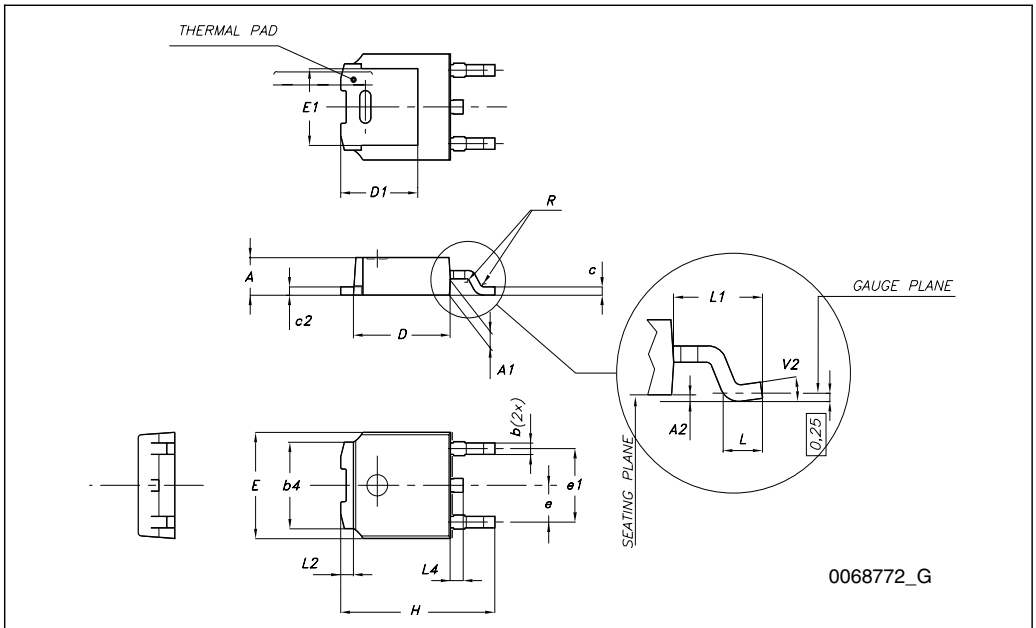 THERMAL PAD
E1
D1
R
A
c
c2
D
A1
L1
GAUGE PLANE
V2
A2
L
0,25
SEATING PLANE
b(2x)
E
b4
e
e1
L2
L4
H
0068772_G